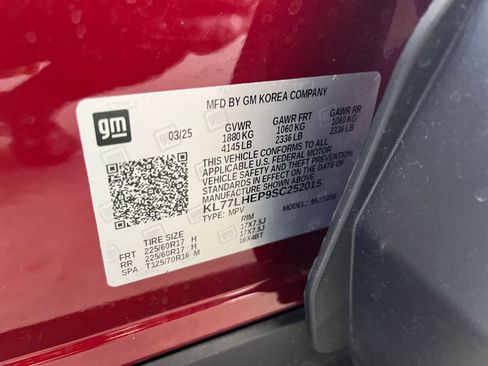 MFD BY GM KOREA COMPANY
gm
03/25
GVWR GAWR FRT GAWR RR
1880 KG 1060 KG 1060 KG
4145 LB 2336 LB 2336 LB
THIS VEHICLE CONFORMS TO ALL
APPLICABLE U.S. FEDERAL MOTOR
VEHICLE SAFETY AND THEFT PREVENTION
STANDARDS IN EFFECT ON THE DATE OF
MANUFACTURE SHOWN ABOVE.
KL77LHEP9SC252015
TYPE: MPV MODEL:
TIRE SIZE RIM
FRT 225/60R17 H 17X7.5J
RR 225/60R17 H 17X7.5J
SPA T125/70R16 M 16X4BT